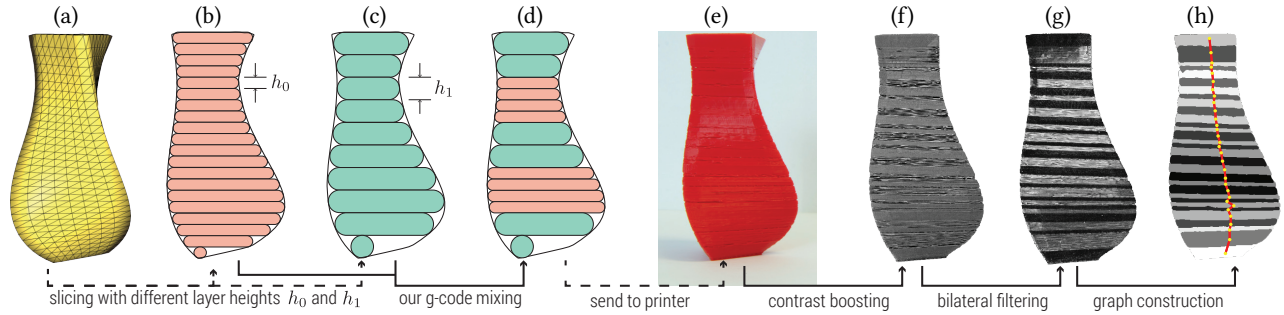 (a) (b) (c) (d) (e) (f) (g) (h)
h₀ h₁
slicing with different layer heights h₀ and h₁ our g-code mixing send to printer contrast boosting bilateral filtering graph construction